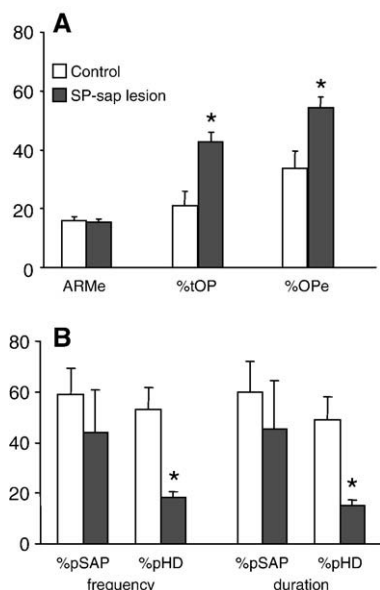 A
80
60
40
20
0
Control
SP-sap lesion
*
*
ARMe %tOP %OPe
B
80
60
40
20
0
*
*
%pSAP %pHD %pSAP %pHD
frequency duration